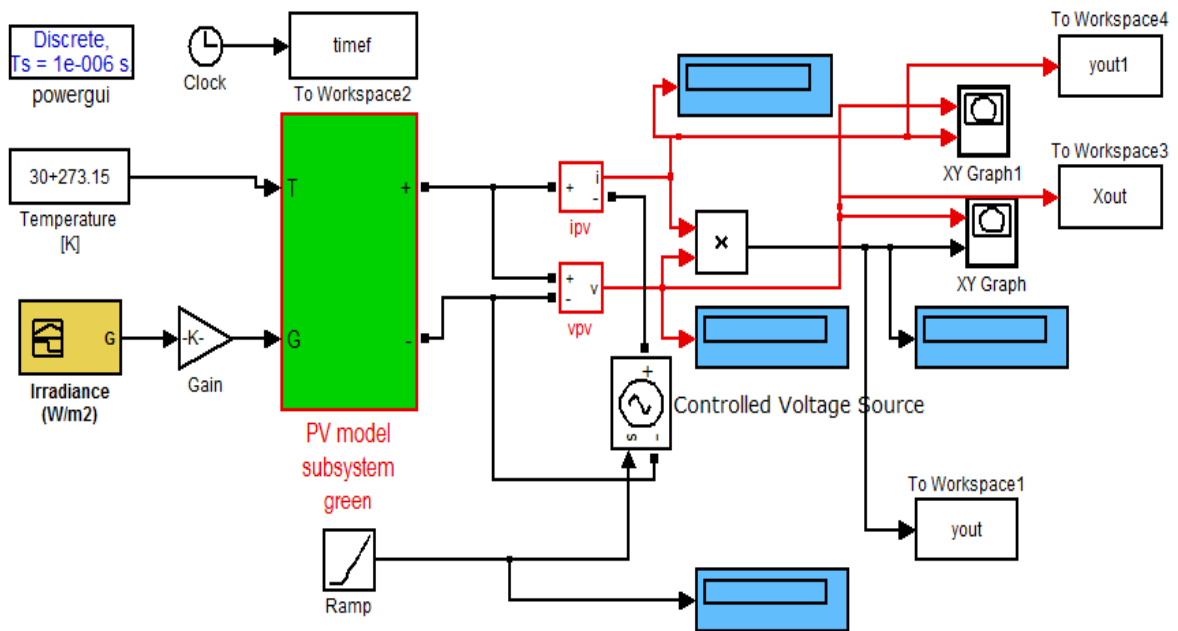 Discrete,
Ts = 1e-006 s
powergui
Clock
timef
To Workspace2
To Workspace4
yout1
XY Graph1
To Workspace3
Xout
XY Graph
30+273.15
Temperature
[K]
T
G
+
-
PV model
subsystem
green
G
Irradiance
(W/m2)
-K-
Gain
+
i
-
ipv
+
-
v
vpv
×
+
s
-
Controlled Voltage Source
To Workspace1
yout
Ramp